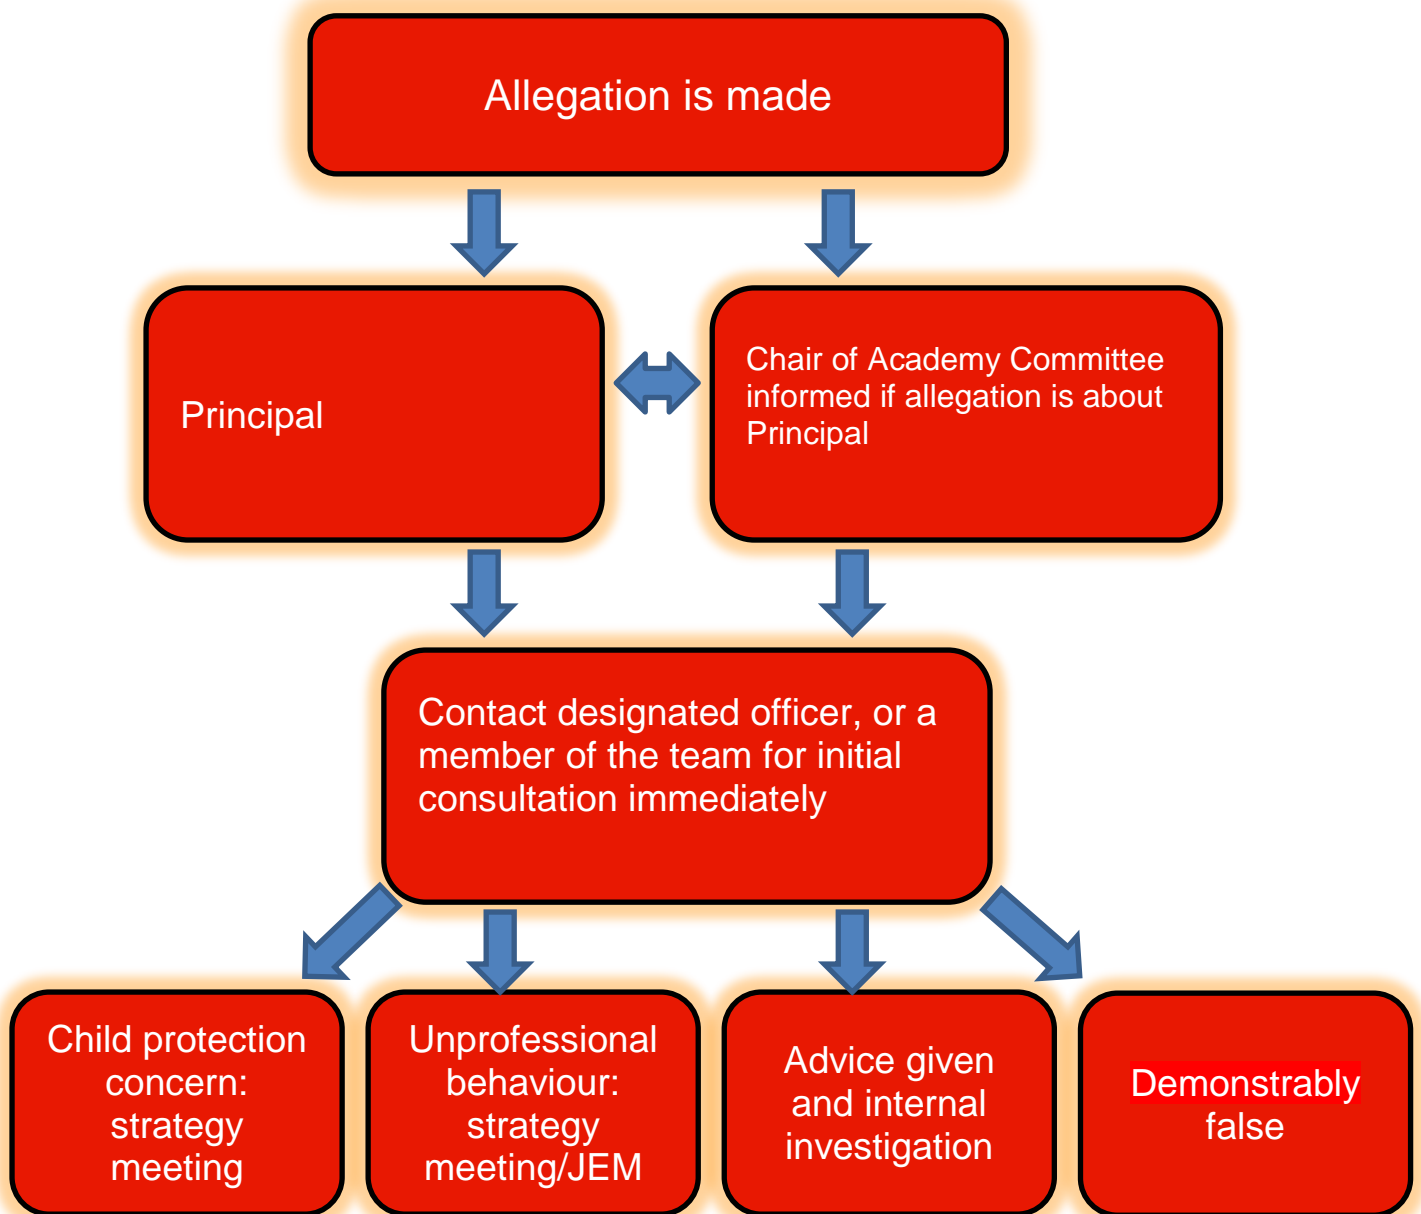 Allegation is made
Principal
Chair of Academy Committee
informed if allegation is about
Principal
Contact designated officer, or a
member of the team for initial
consultation immediately
Child protection
concern:
strategy
meeting
Unprofessional
behaviour:
strategy
meeting/JEM
Advice given
and internal
investigation
Demonstrably
false